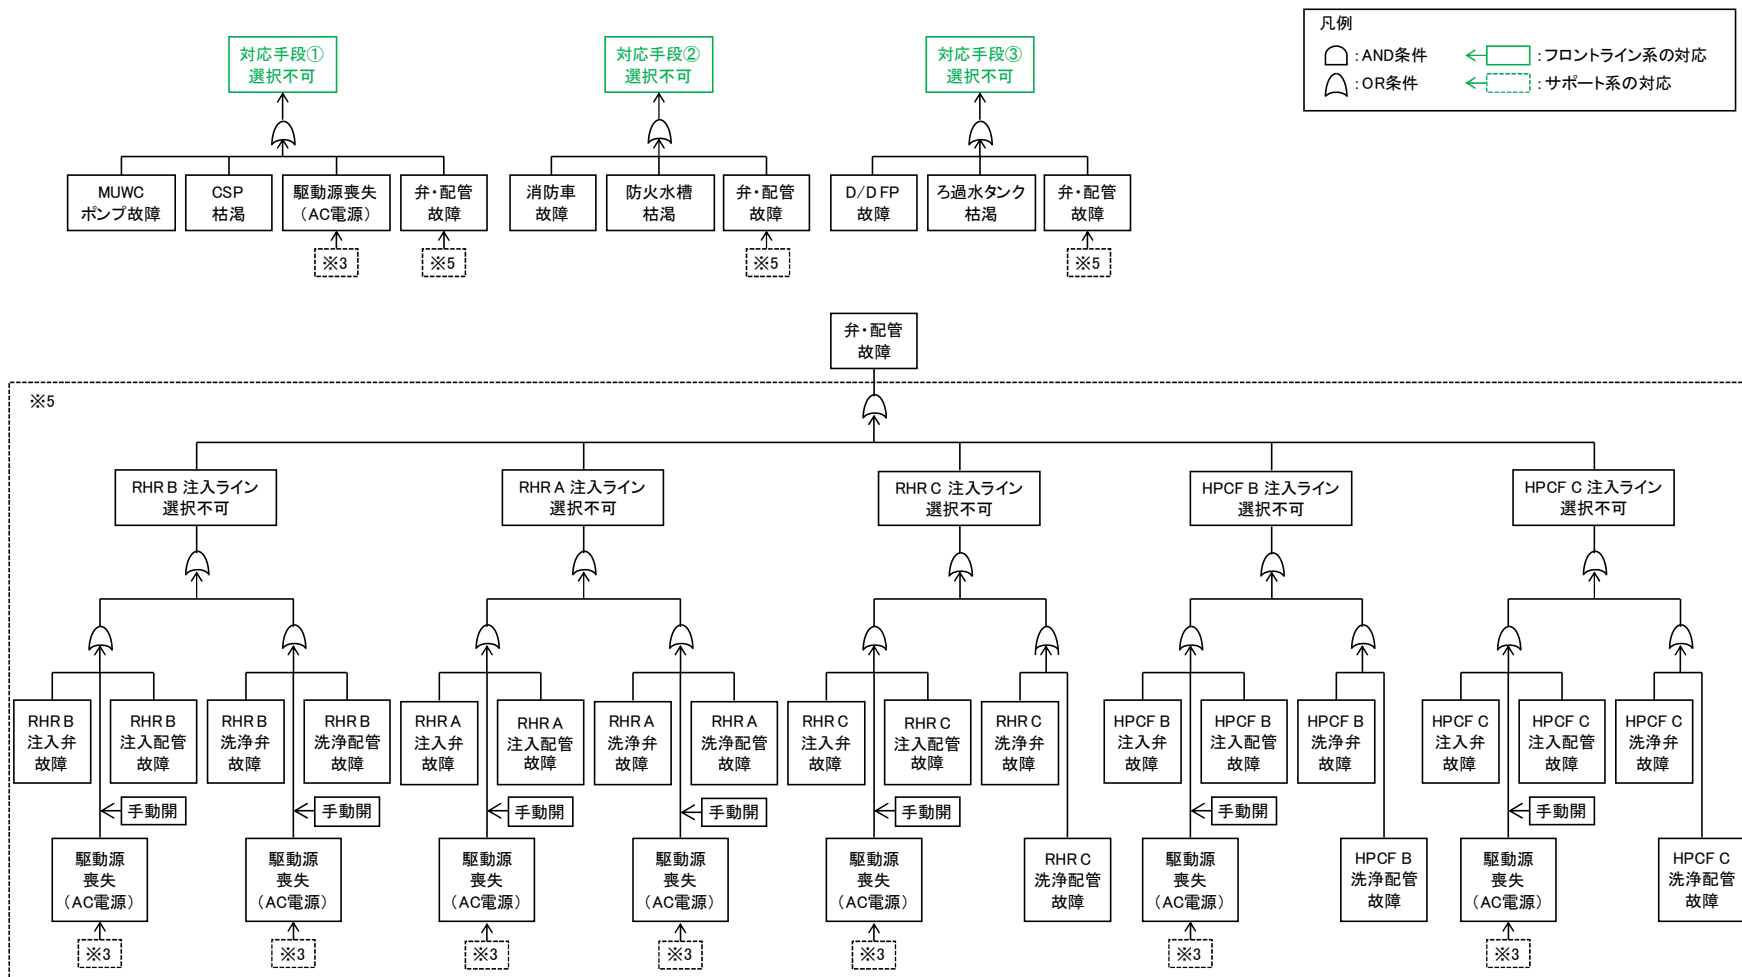 凡例
: AND条件
: フロントライン系の対応
: OR条件
: サポート系の対応
対応手段①
選択不可
対応手段②
選択不可
対応手段③
選択不可
MUWC
ポンプ故障
CSP
枯渇
駆動源喪失
(AC電源)
弁・配管
故障
消防車
故障
防火水槽
枯渇
弁・配管
故障
D/D FP
故障
ろ過水タンク
枯渇
弁・配管
故障
※3
※5
※5
※5
弁・配管
故障
※5
RHR B 注入ライン
選択不可
RHR A 注入ライン
選択不可
RHR C 注入ライン
選択不可
HPCF B 注入ライン
選択不可
HPCF C 注入ライン
選択不可
RHR B
注入弁
故障
RHR B
注入配管
故障
RHR B
洗浄弁
故障
RHR B
洗浄配管
故障
RHR A
注入弁
故障
RHR A
注入配管
故障
RHR A
洗浄弁
故障
RHR A
洗浄配管
故障
RHR C
注入弁
故障
RHR C
注入配管
故障
RHR C
洗浄弁
故障
HPCF B
注入弁
故障
HPCF B
注入配管
故障
HPCF B
洗浄弁
故障
HPCF C
注入弁
故障
HPCF C
注入配管
故障
HPCF C
洗浄弁
故障
手動開
手動開
手動開
手動開
手動開
手動開
手動開
駆動源
喪失
(AC電源)
駆動源
喪失
(AC電源)
駆動源
喪失
(AC電源)
駆動源
喪失
(AC電源)
駆動源
喪失
(AC電源)
RHR C
洗浄配管
故障
駆動源
喪失
(AC電源)
HPCF B
洗浄配管
故障
駆動源
喪失
(AC電源)
HPCF C
洗浄配管
故障
※3
※3
※3
※3
※3
※3
※3